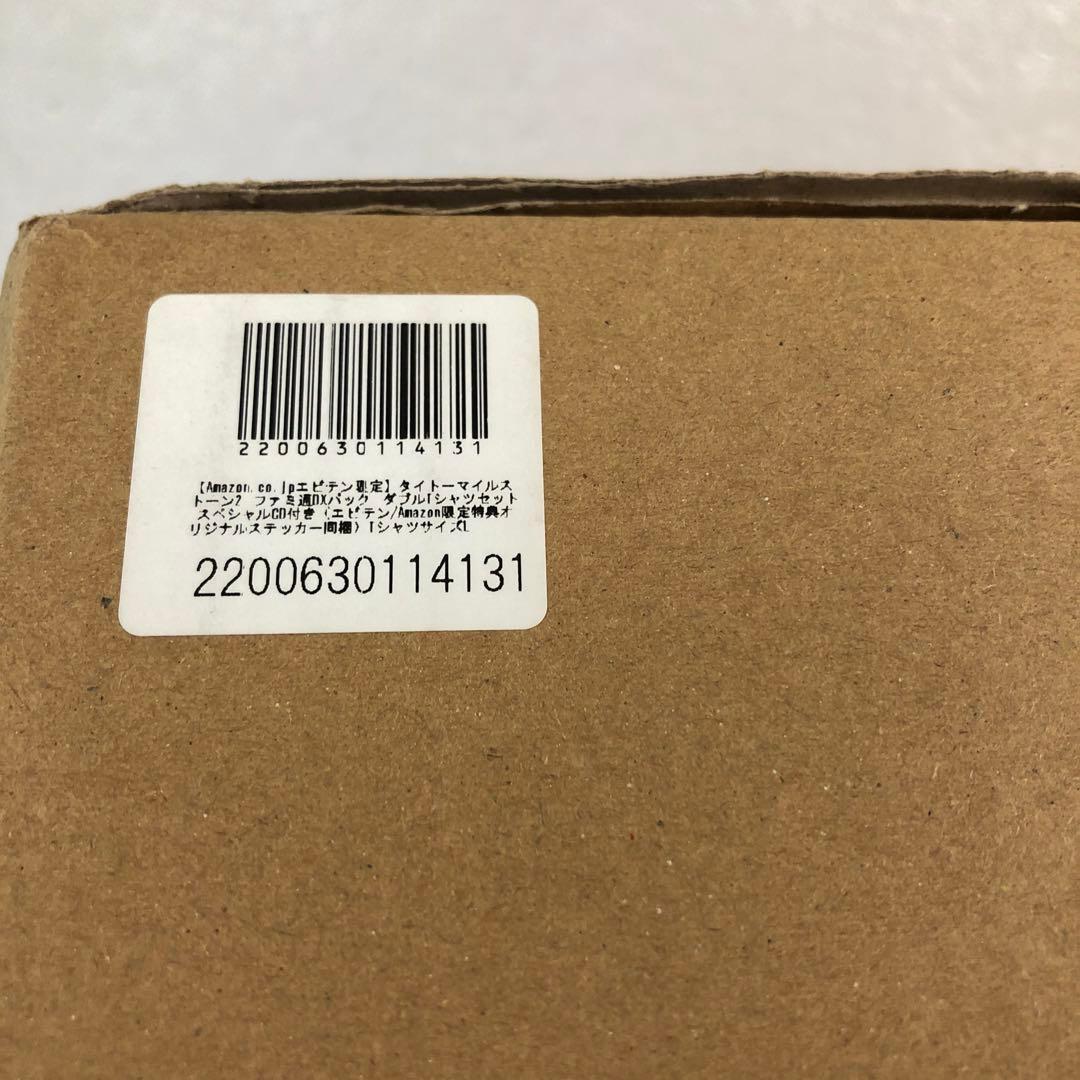 2200630114131
【Amazon.co.jpエビテン限定】タイトーマイルス
トーン2 ファミ通DXパック ダブルTシャツセット
スペシャルCD付き（エビテン/Amazon限定特典オ
リジナルステッカー同梱）TシャツサイズL
2200630114131